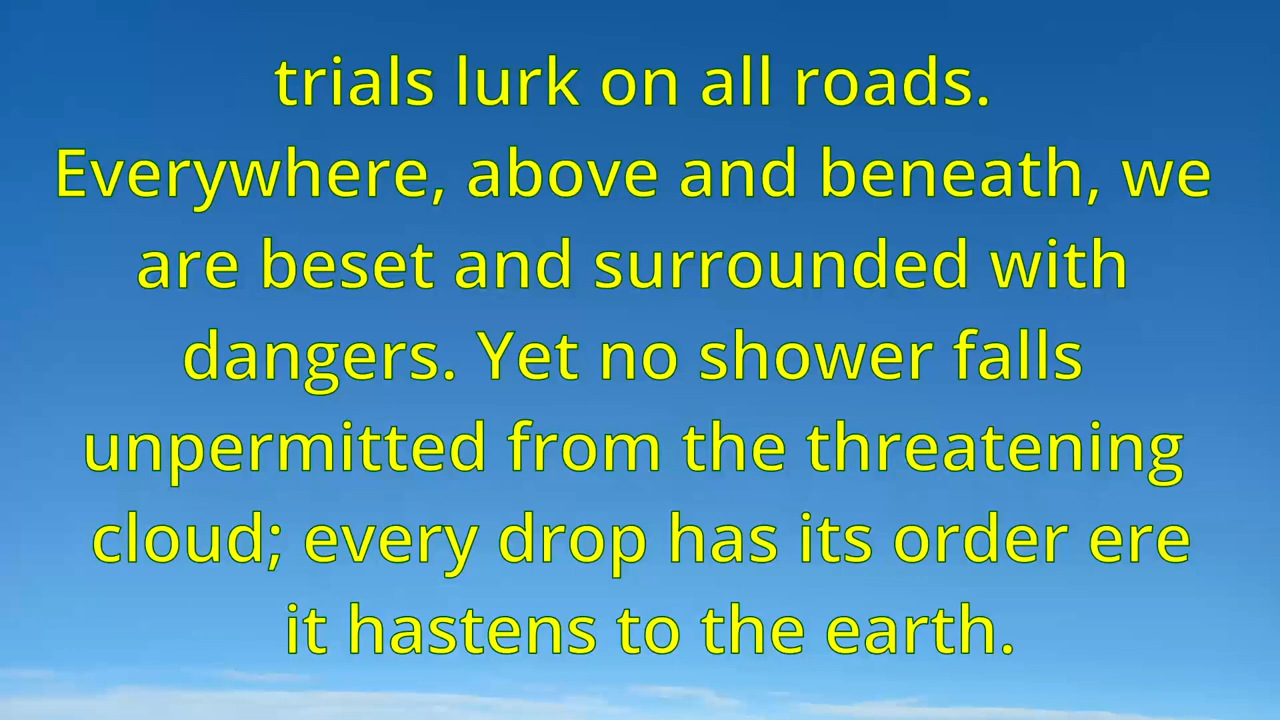 trials lurk on all roads.
Everywhere, above and beneath, we
are beset and surrounded with
dangers. Yet no shower falls
unpermitted from the threatening
cloud; every drop has its order ere
it hastens to the earth.